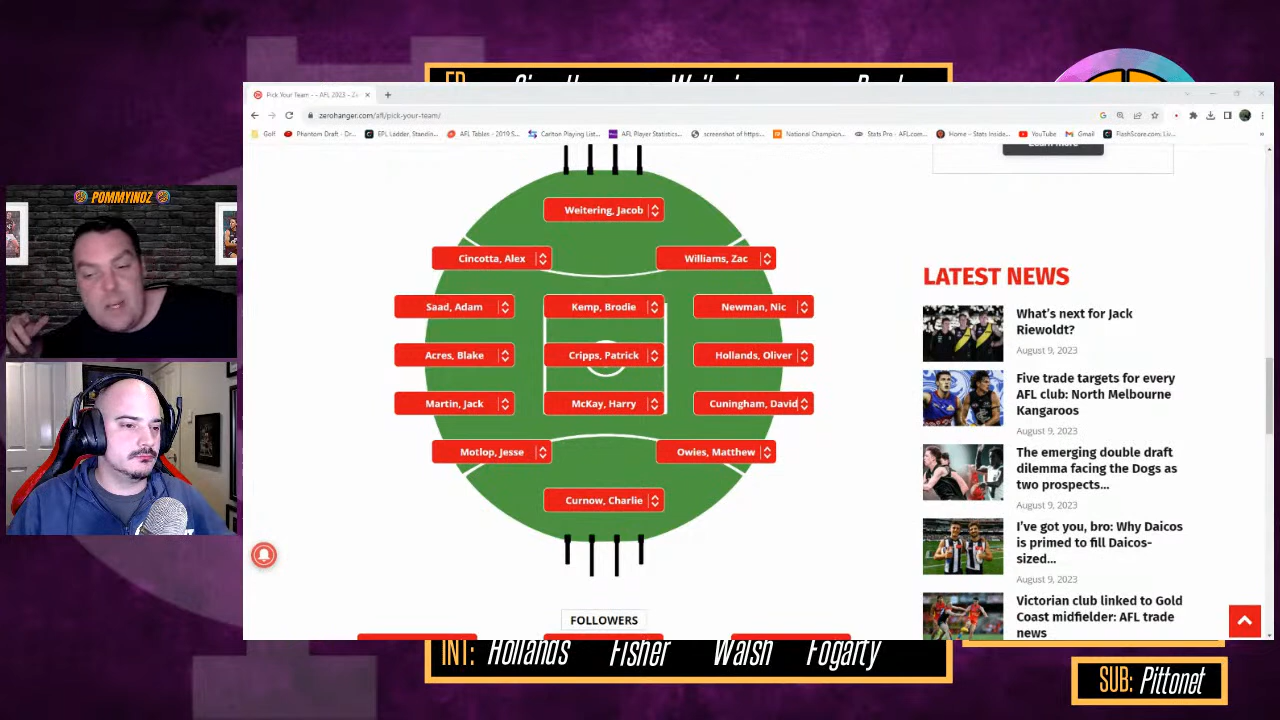 Pick Your Team - - AFL 2023 - Ze
zerohanger.com/afl/pick-your-team/
Golf
Phantom Draft - Dr...
EPL Ladder, Standin...
AFL Tables - 2019 S...
Carlton Playing List...
AFL Player Statistics...
screenshot of https...
National Champion...
Stats Pro - AFL.com...
Home - Stats Inside...
YouTube
Gmail
FlashScore.com: Liv...
Learn more
POMMYINOZ
Weitering, Jacob
Cincotta, Alex
Williams, Zac
Saad, Adam
Kemp, Brodie
Newman, Nic
Acres, Blake
Cripps, Patrick
Hollands, Oliver
Martin, Jack
McKay, Harry
Cuningham, David
Motlop, Jesse
Owies, Matthew
Curnow, Charlie
FOLLOWERS
LATEST NEWS
What's next for Jack
Riewoldt?
August 9, 2023
Five trade targets for every
AFL club: North Melbourne
Kangaroos
August 9, 2023
The emerging double draft
dilemma facing the Dogs as
two prospects...
August 9, 2023
I've got you, bro: Why Daicos
is primed to fill Daicos-
sized...
August 9, 2023
Victorian club linked to Gold
Coast midfielder: AFL trade
news
INT: Hollands Fisher Walsh Fogarty
SUB: Pittonet